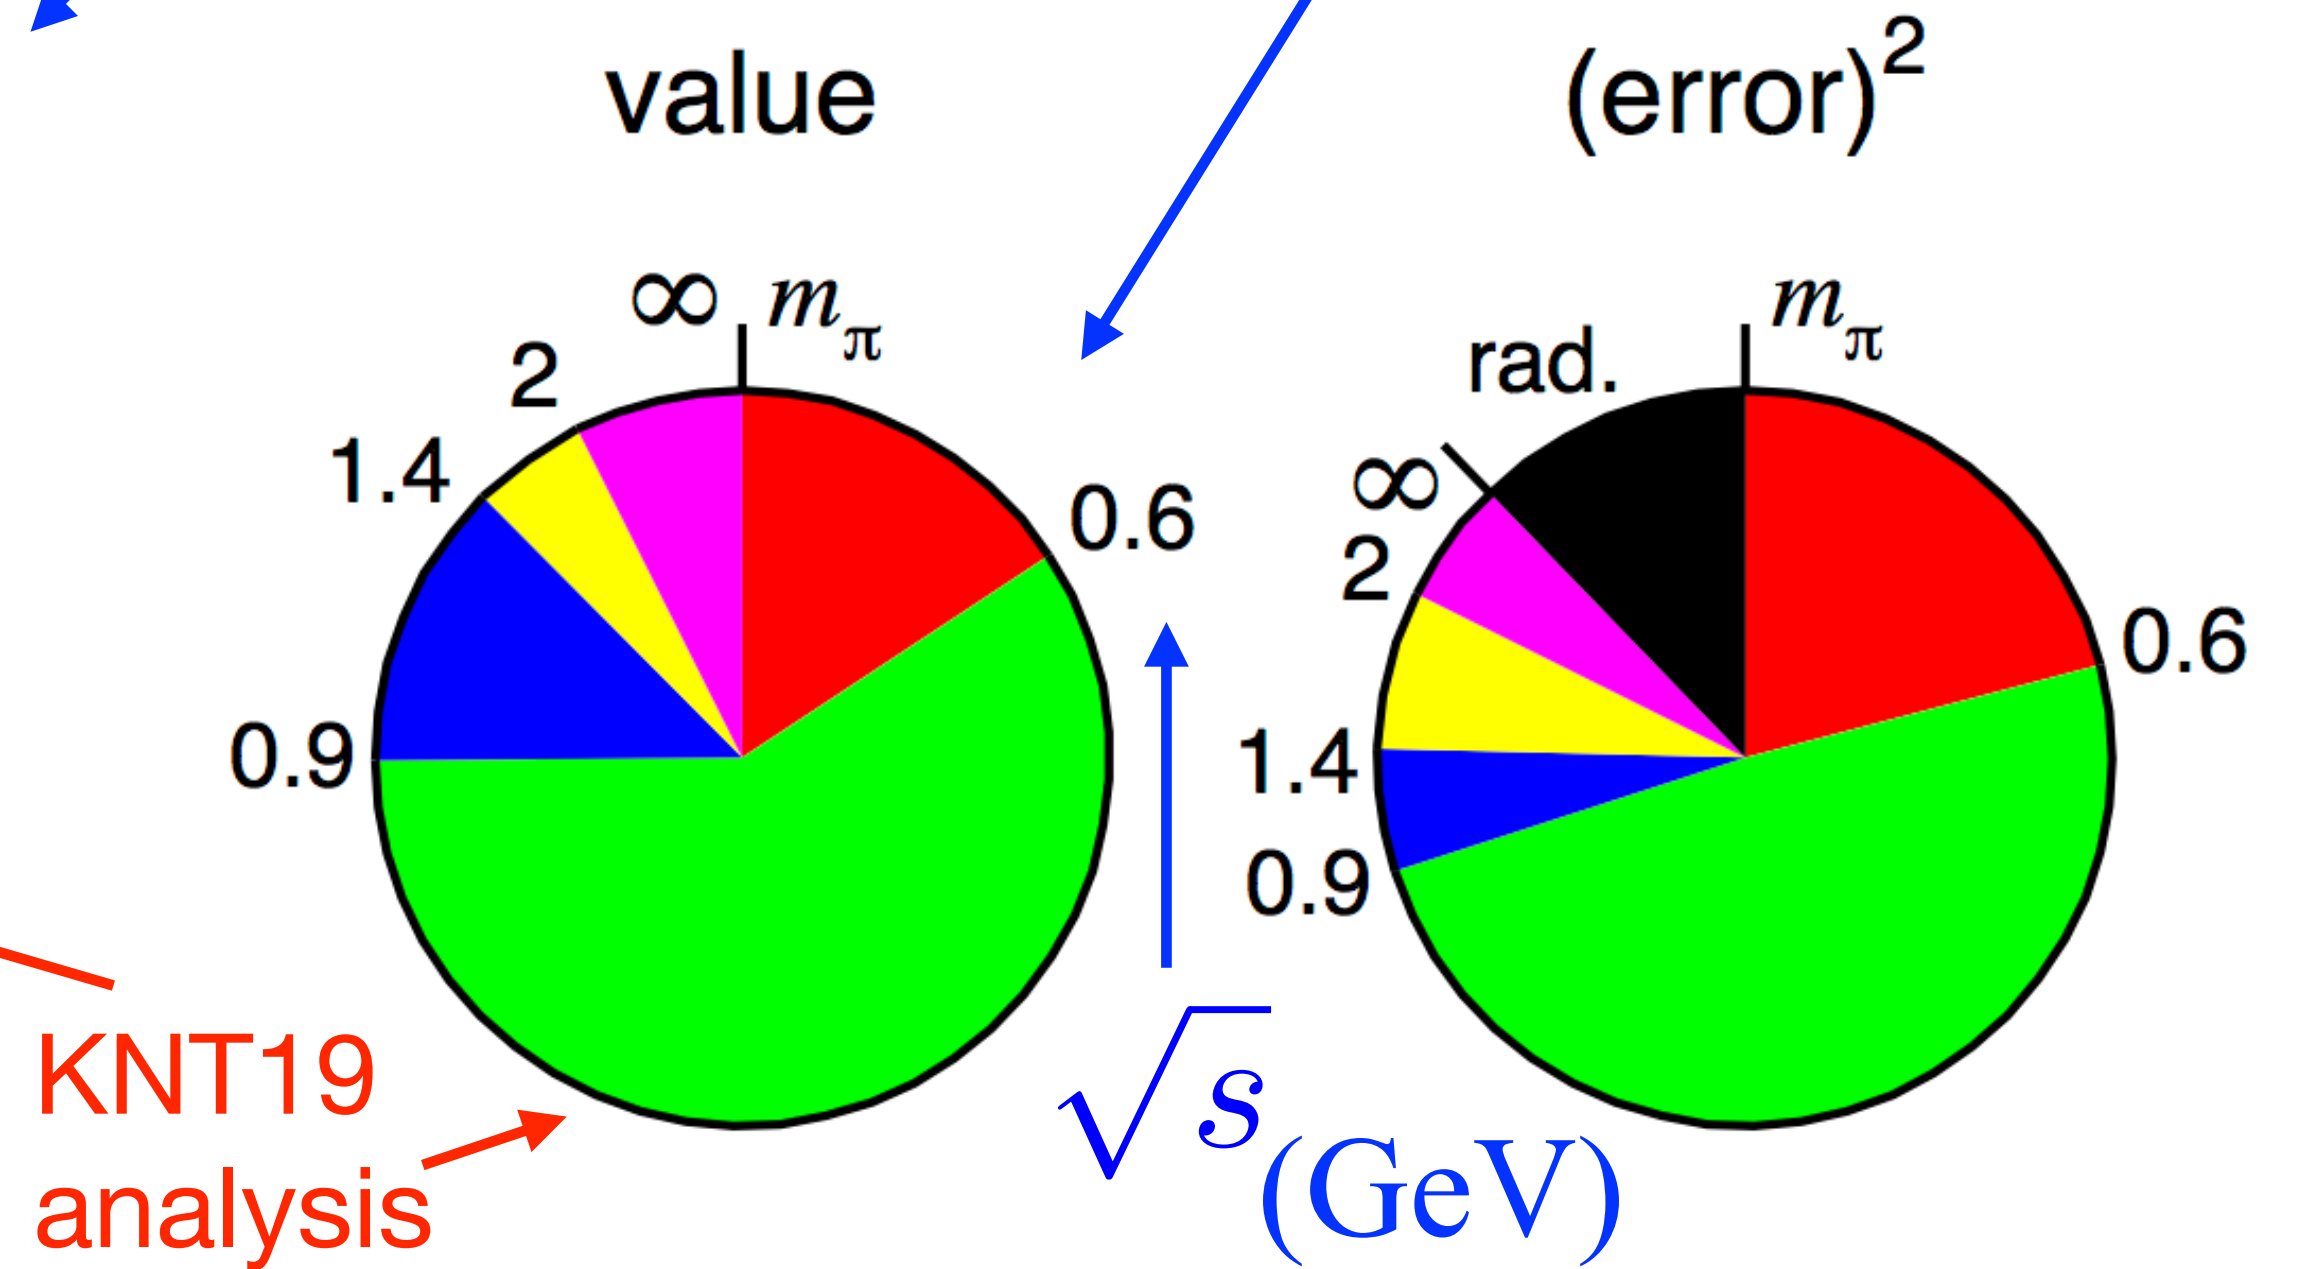 value
(error)²
∞ mπ
2
1.4
0.6
0.9
rad. mπ
∞
2
0.6
1.4
0.9
KNT19
analysis
√s
(GeV)